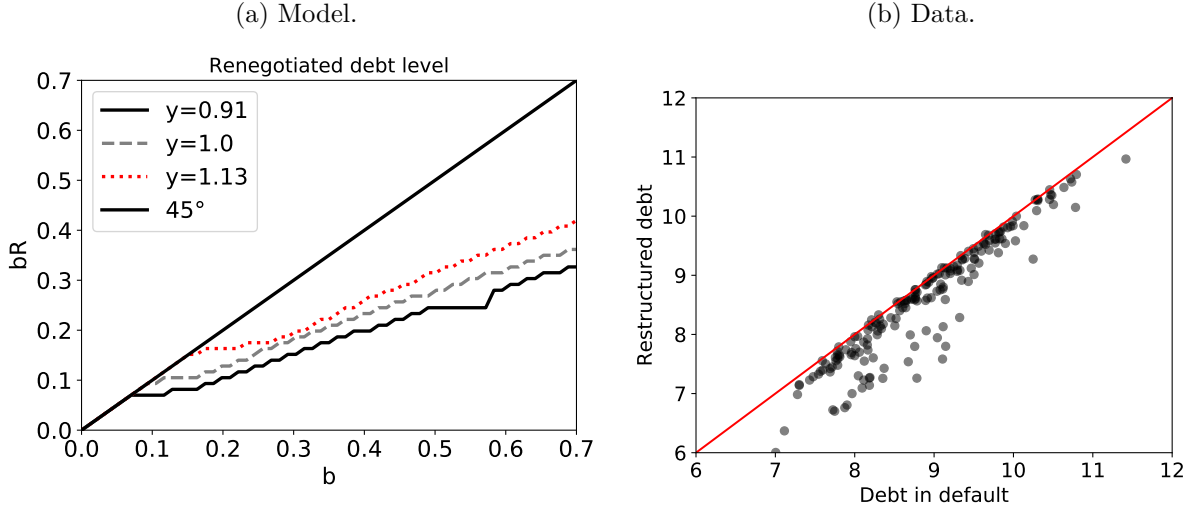 (a) Model.
Renegotiated debt level
0.7
0.6
0.5
0.4
0.3
0.2
0.1
0.0
bR
y=0.91
y=1.0
y=1.13
45°
0.0 0.1 0.2 0.3 0.4 0.5 0.6 0.7
b
(b) Data.
12
11
10
9
8
7
6
Restructured debt
6 7 8 9 10 11 12
Debt in default